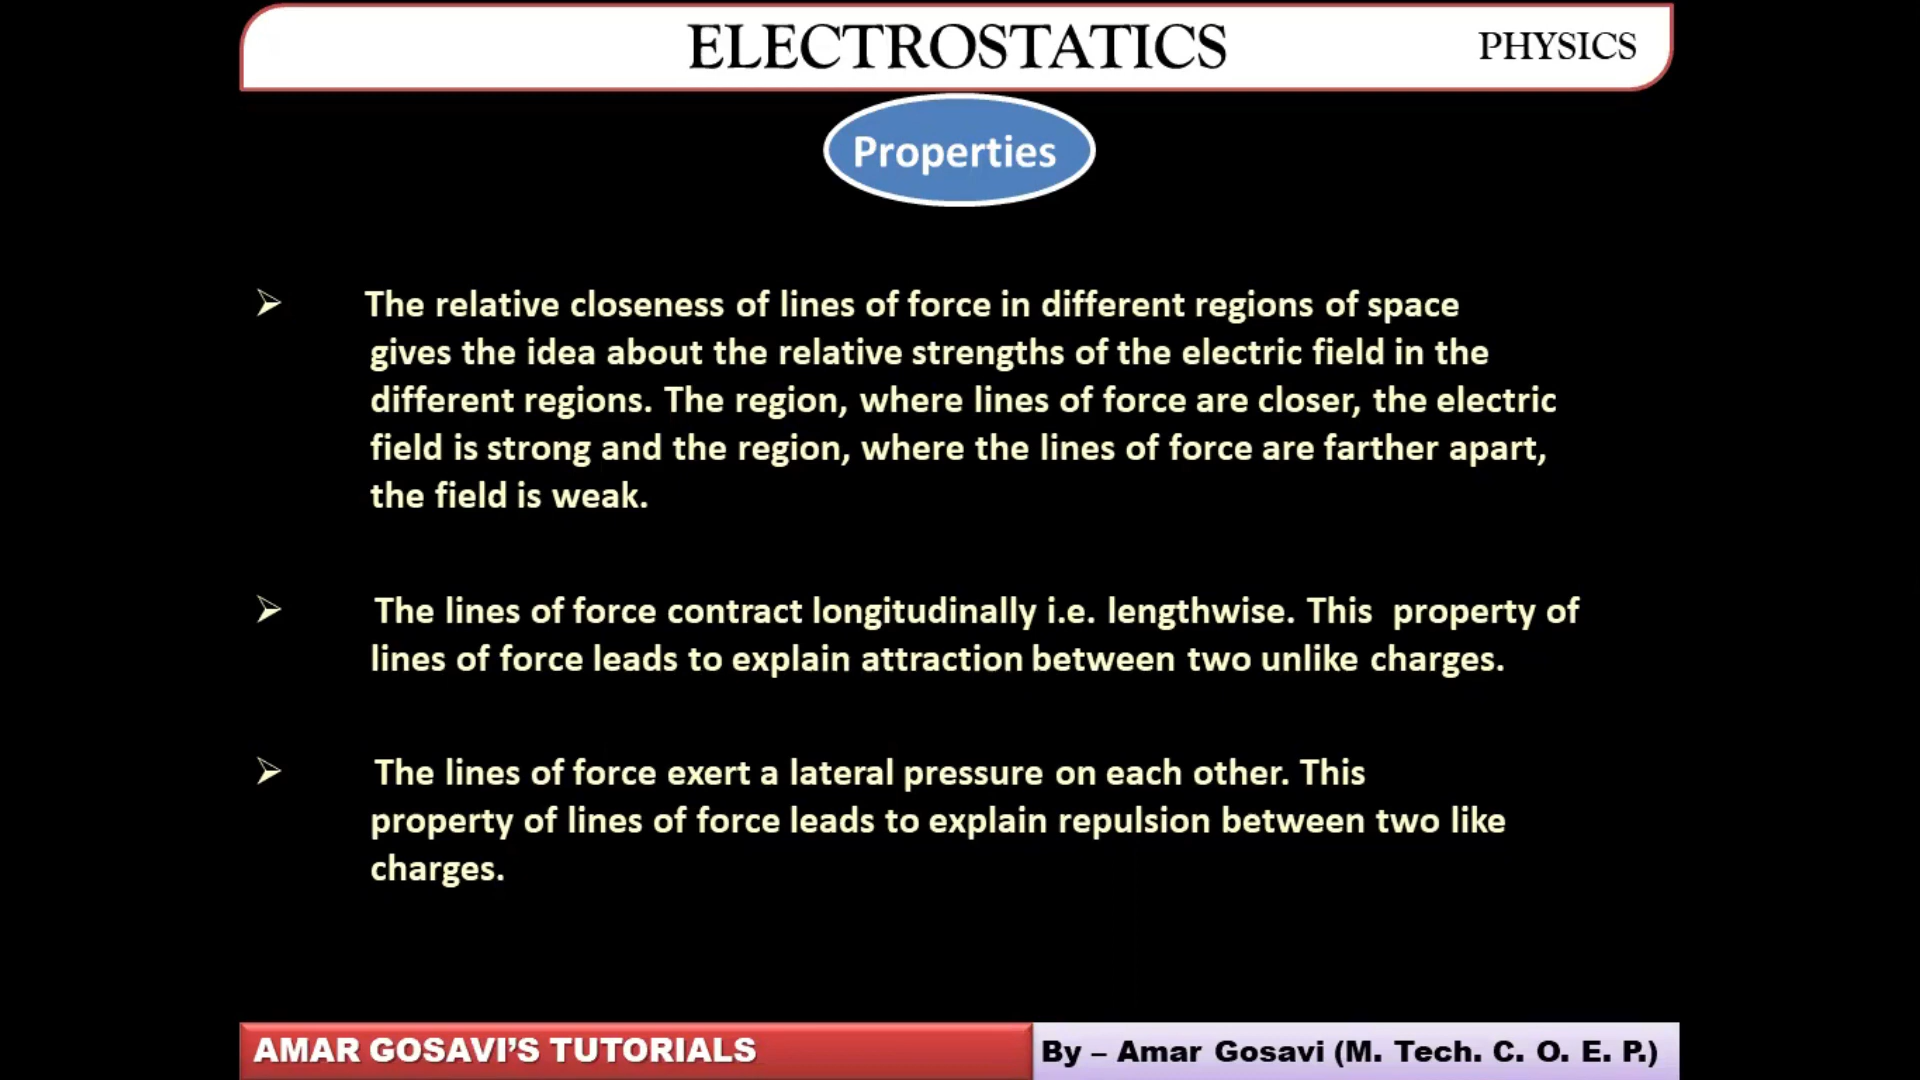 ELECTROSTATICS
PHYSICS
Properties
The relative closeness of lines of force in different regions of space
gives the idea about the relative strengths of the electric field in the
different regions. The region, where lines of force are closer, the electric
field is strong and the region, where the lines of force are farther apart,
the field is weak.
The lines of force contract longitudinally i.e. lengthwise. This property of
lines of force leads to explain attraction between two unlike charges.
The lines of force exert a lateral pressure on each other. This
property of lines of force leads to explain repulsion between two like
charges.
AMAR GOSAVI'S TUTORIALS
By – Amar Gosavi (M. Tech. C. O. E. P.)